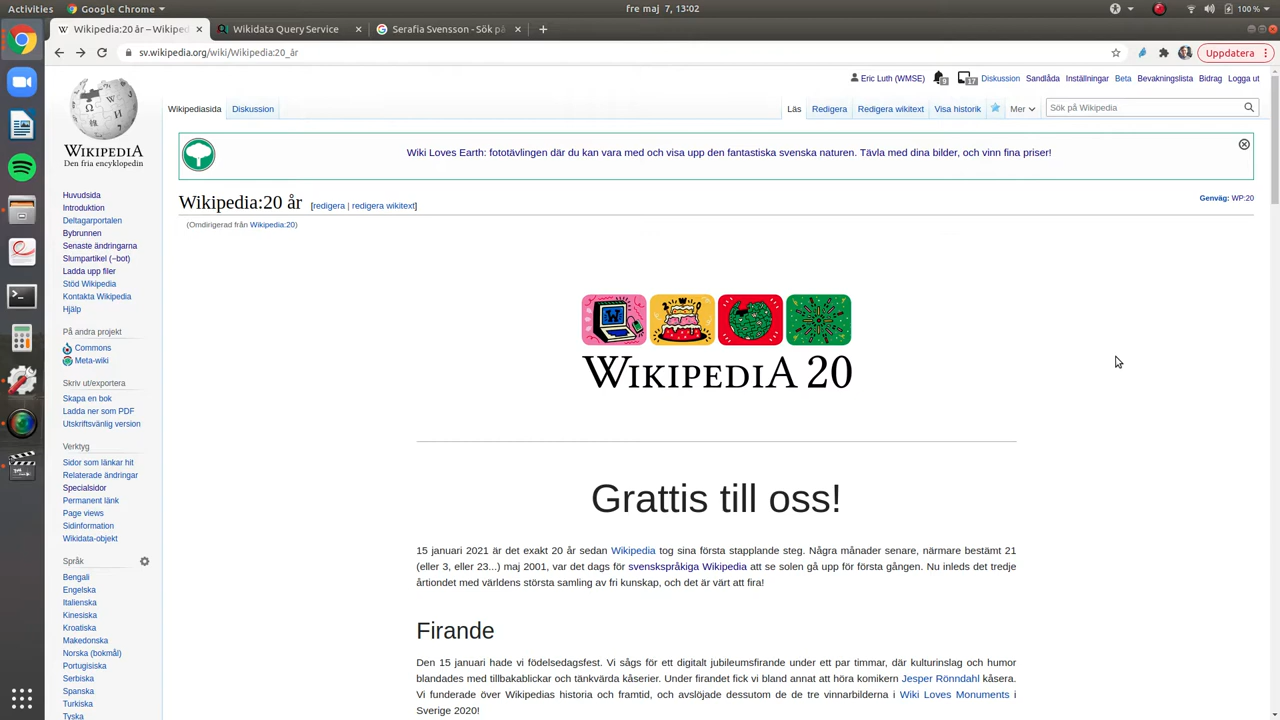 Activities
Google Chrome
fre maj 7, 13:02
100 %
Wikipedia:20 år – Wikiped
Wikidata Query Service
Serafia Svensson - Sök på
sv.wikipedia.org/wiki/Wikipedia:20_år
Uppdatera
Eric Luth (WMSE)
9
17
Diskussion
Sandlåda
Inställningar
Beta
Bevakningslista
Bidrag
Logga ut
Wikipediasida
Diskussion
Läs
Redigera
Redigera wikitext
Visa historik
Mer
Sök på Wikipedia
WIKIPEDIA
Den fria encyklopedin
Wiki Loves Earth: fototävlingen där du kan vara med och visa upp den fantastiska svenska naturen. Tävla med dina bilder, och vinn fina priser!
Wikipedia:20 år [redigera | redigera wikitext]
Genväg: WP:20
(Omdirigerad från Wikipedia:20)
Huvudsida
Introduktion
Deltagarportalen
Bybrunnen
Senaste ändringarna
Slumpartikel (−bot)
Ladda upp filer
Stöd Wikipedia
Kontakta Wikipedia
Hjälp
På andra projekt
Commons
Meta-wiki
Skriv ut/exportera
Skapa en bok
Ladda ner som PDF
Utskriftsvänlig version
Verktyg
Sidor som länkar hit
Relaterade ändringar
Specialsidor
Permanent länk
Page views
Sidinformation
Wikidata-objekt
Språk
Bengali
Engelska
Italienska
Kinesiska
Kroatiska
Makedonska
Norska (bokmål)
Portugisiska
Serbiska
Spanska
Turkiska
Tyska
W
WIKIPEDIA 20
Grattis till oss!
15 januari 2021 är det exakt 20 år sedan Wikipedia tog sina första stapplande steg. Några månader senare, närmare bestämt 21
(eller 3, eller 23...) maj 2001, var det dags för svenskspråkiga Wikipedia att se solen gå upp för första gången. Nu inleds det tredje
årtiondet med världens största samling av fri kunskap, och det är värt att fira!
Firande
Den 15 januari hade vi födelsedagsfest. Vi sågs för ett digitalt jubileumsfirande under ett par timmar, där kulturinslag och humor
blandades med tillbakablickar och tänkvärda kåserier. Under firandet fick vi bland annat att höra komikern Jesper Rönndahl kåsera.
Vi funderade över Wikipedias historia och framtid, och avslöjade dessutom de de tre vinnarbilderna i Wiki Loves Monuments i
Sverige 2020!